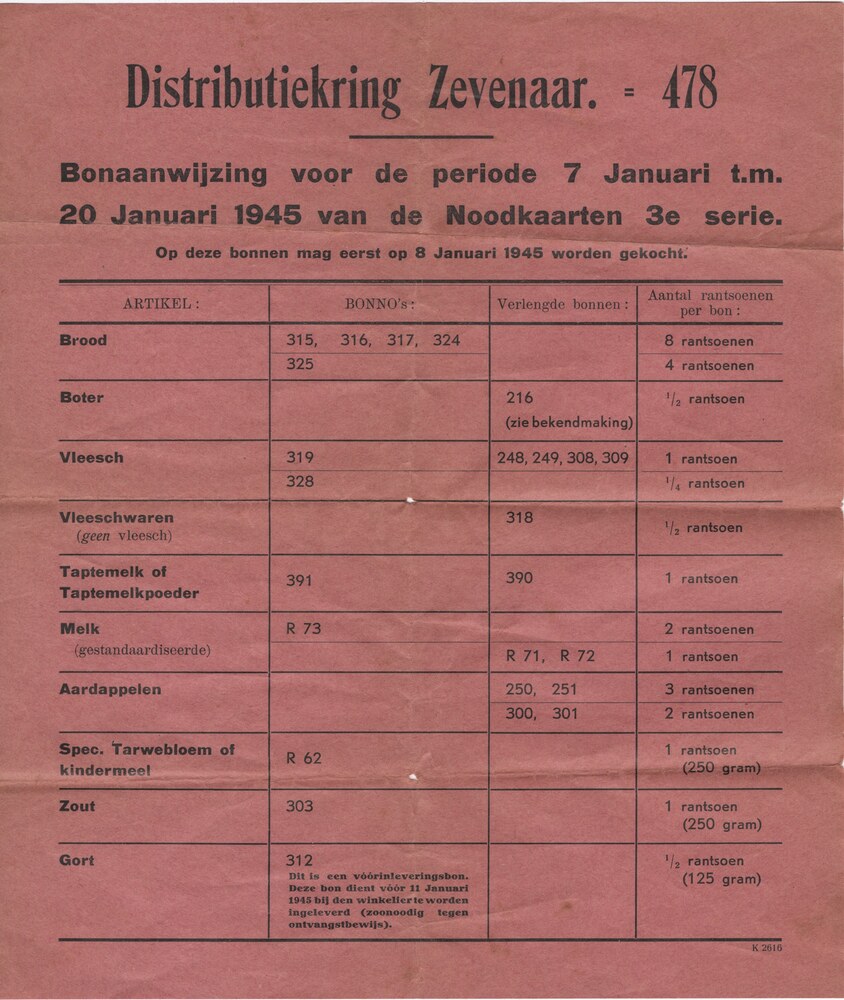 Distributiekring Zevenaar. = 478
Bonaanwijzing voor de periode 7 Januari t.m.
20 Januari 1945 van de Noodkaarten 3e serie.
Op deze bonnen mag eerst op 8 Januari 1945 worden gekocht.
ARTIKEL : BONNO's : Verlengde bonnen : Aantal rantsoenen per bon :
Brood 315, 316, 317, 324 8 rantsoenen
325 4 rantsoenen
Boter 216 1/2 rantsoen
(zie bekendmaking)
Vleesch 319 248, 249, 308, 309 1 rantsoen
328 1/4 rantsoen
Vleeschwaren 318 1/2 rantsoen
(geen vleesch)
Taptemelk of
Taptemelkpoeder 391 390 1 rantsoen
Melk R 73 2 rantsoenen
(gestandaardiseerde) R 71, R 72 1 rantsoen
Aardappelen 250, 251 3 rantsoenen
300, 301 2 rantsoenen
Spec. Tarwebloem of R 62 1 rantsoen
kindermeel (250 gram)
Zout 303 1 rantsoen
(250 gram)
Gort 312 1/2 rantsoen
(125 gram)
Dit is een vóórinleveringsbon.
Deze bon dient vóór 11 Januari
1945 bij den winkelier te worden
ingeleverd (zoonoodig tegen
ontvangstbewijs).
K 2616